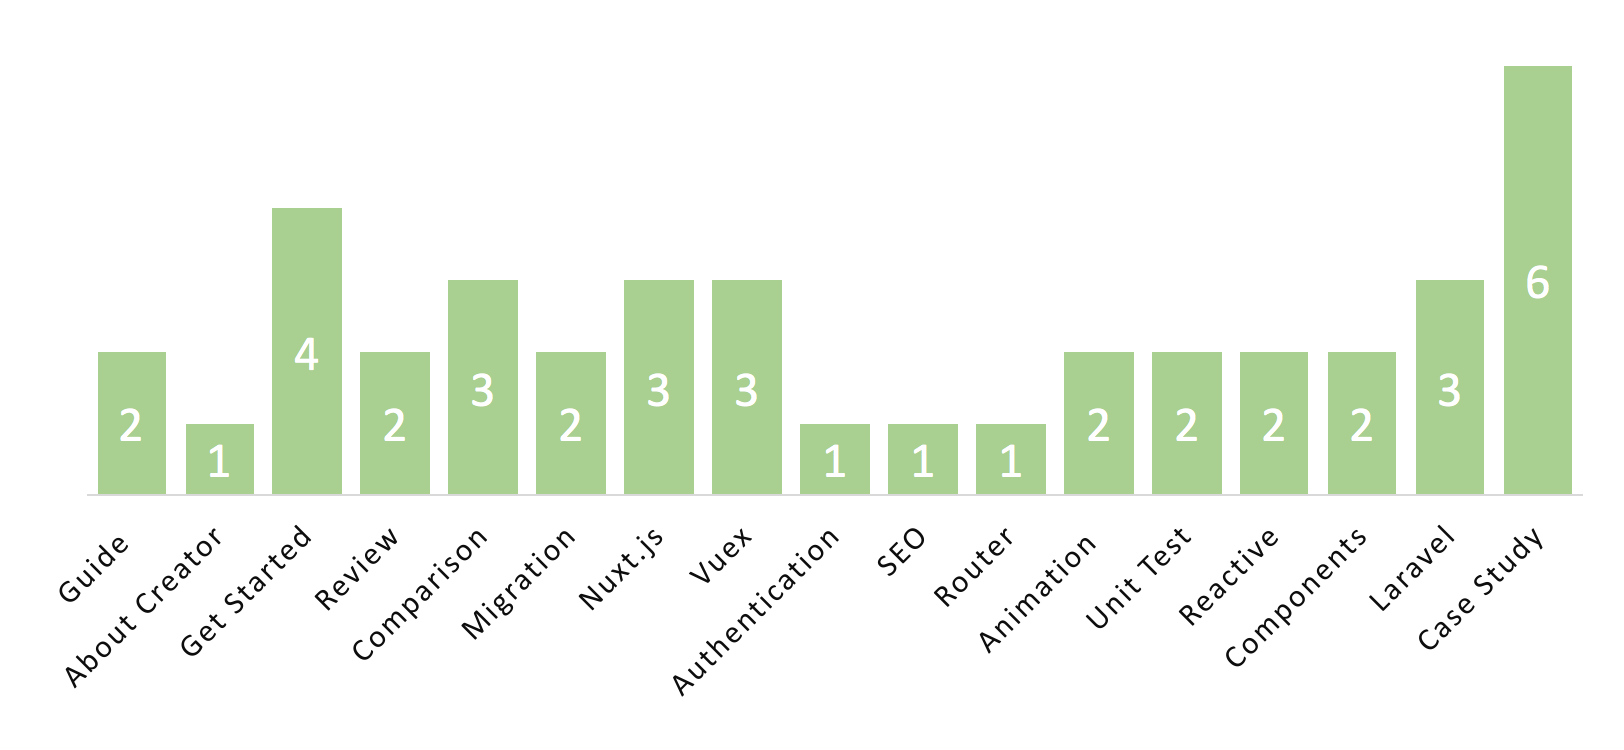 2
1
4
2
3
2
3
3
1
1
1
2
2
2
2
3
6
Guide
About Creator
Get Started
Review
Comparison
Migration
Nuxt.js
Vuex
Authentication
SEO
Router
Animation
Unit Test
Reactive
Components
Laravel
Case Study